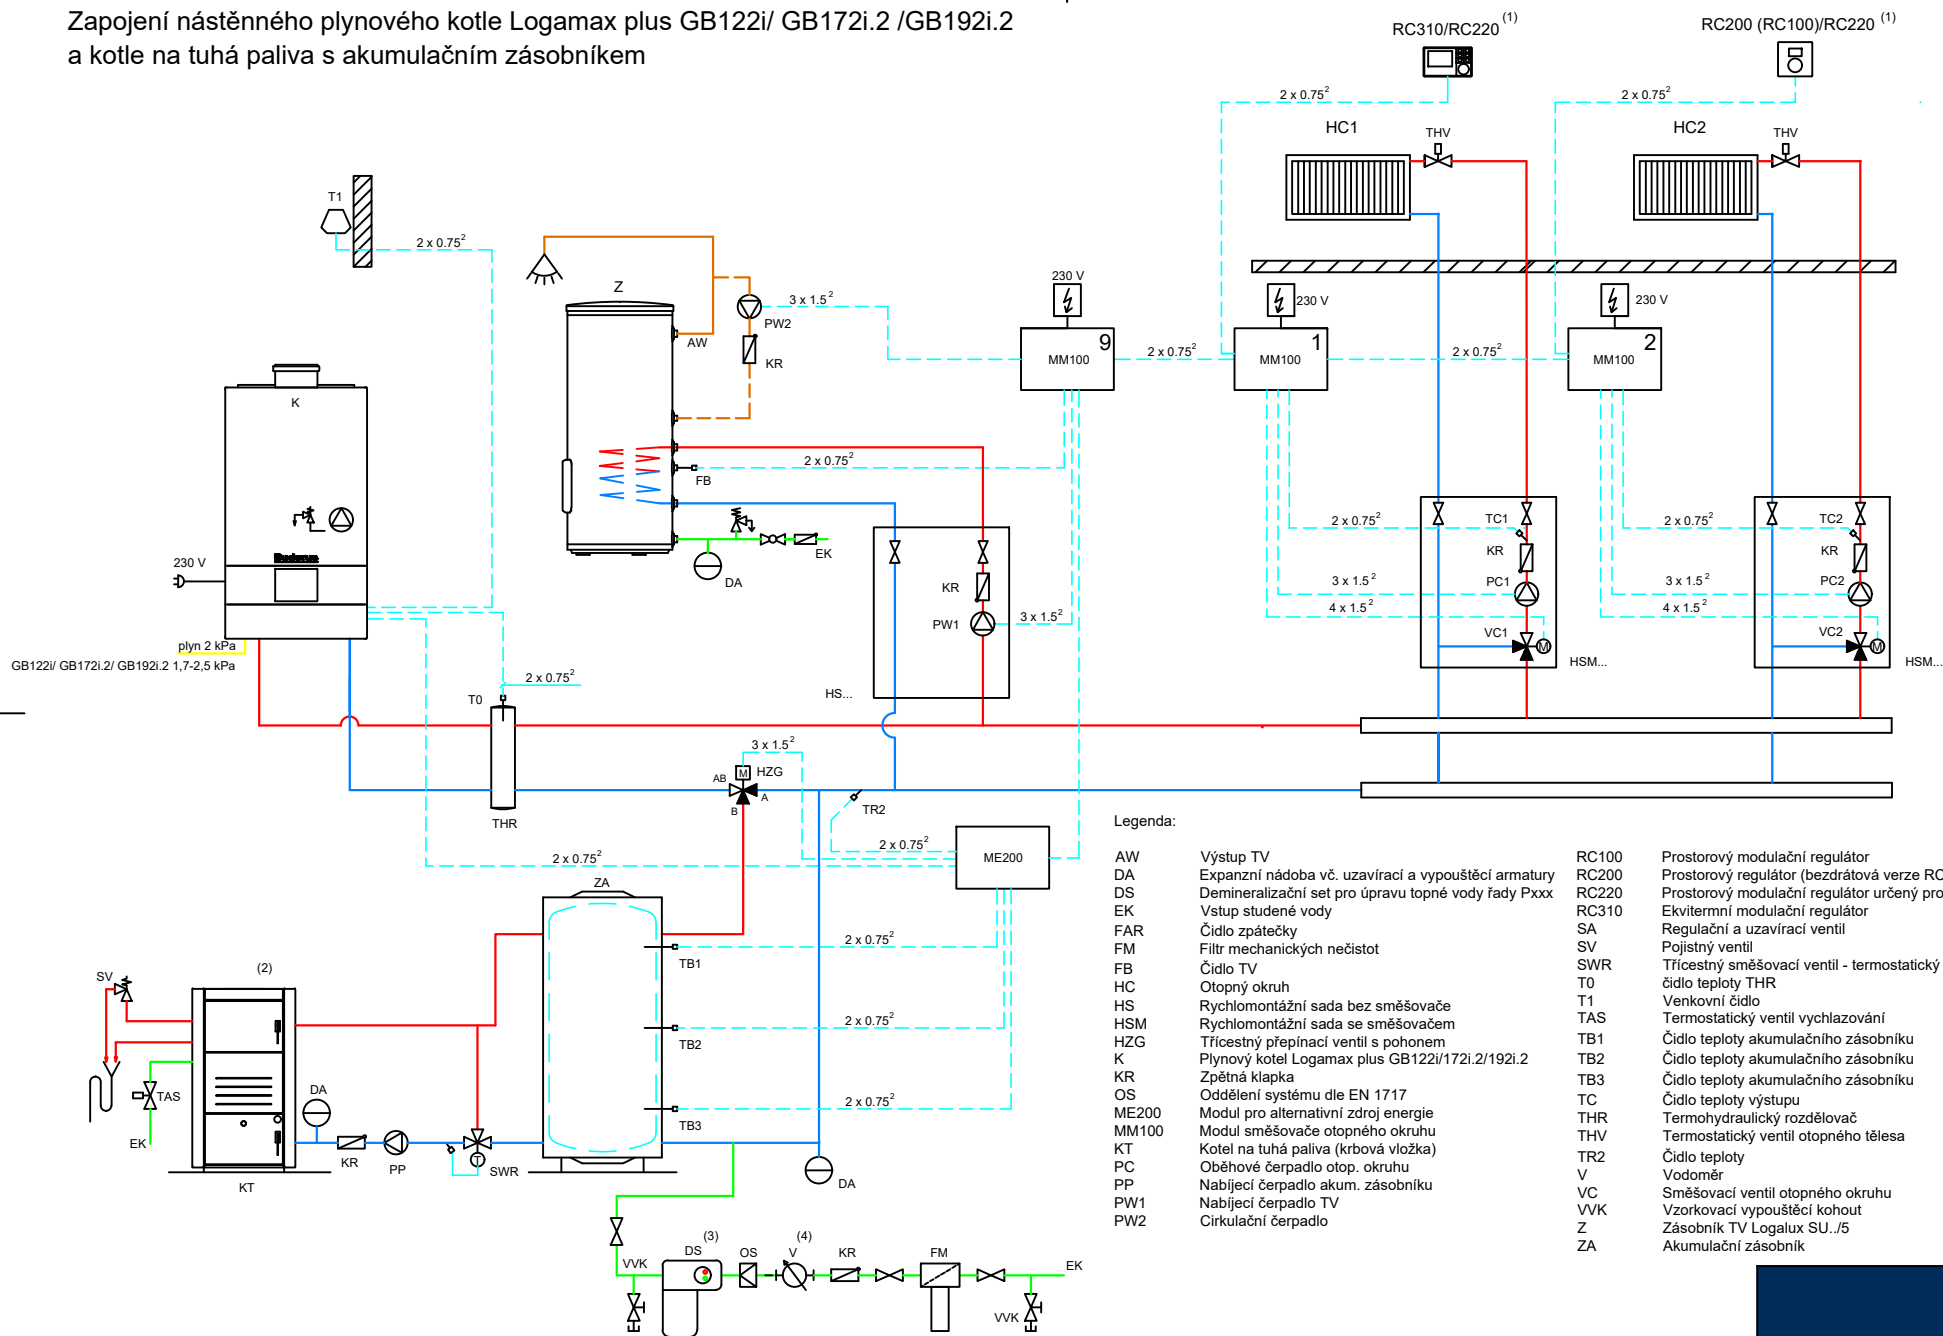 Zapojení nástěnného plynového kotle Logamax plus GB122i/ GB172i.2 /GB192i.2
a kotle na tuhá paliva s akumulačním zásobníkem
RC310/RC220 (1)
RC200 (RC100)/RC220 (1)
2 x 0.75²
2 x 0.75²
HC1
THV
HC2
THV
T1
2 x 0.75²
Z
230 V
230 V
230 V
3 x 1.5²
PW2
AW
KR
MM100 9
2 x 0.75²
MM100 1
2 x 0.75²
MM100 2
K
2 x 0.75²
FB
EK
DA
230 V
plyn 2 kPa
GB122i/ GB172i.2/ GB192i.2 1,7-2,5 kPa
KR
PW1
3 x 1.5²
HS...
2 x 0.75²
TC1
KR
3 x 1.5²
PC1
4 x 1.5²
VC1
HSM...
2 x 0.75²
TC2
KR
3 x 1.5²
PC2
4 x 1.5²
VC2
HSM...
T0
2 x 0.75²
THR
3 x 1.5²
M
HZG
AB
A
B
TR2
2 x 0.75²
2 x 0.75²
ME200
ZA
2 x 0.75²
TB1
2 x 0.75²
TB2
2 x 0.75²
TB3
SV
(2)
TAS
EK
DA
KR
PP
T
SWR
KT
DA
(3)
DS
OS
(4)
V
KR
FM
EK
VVK
VVK
M
M
Legenda:
AW Výstup TV
DA Expanzní nádoba vč. uzavírací a vypouštěcí armatury
DS Demineralizační set pro úpravu topné vody řady Pxxx
EK Vstup studené vody
FAR Čidlo zpátečky
FM Filtr mechanických nečistot
FB Čidlo TV
HC Otopný okruh
HS Rychlomontážní sada bez směšovače
HSM Rychlomontážní sada se směšovačem
HZG Třícestný přepínací ventil s pohonem
K Plynový kotel Logamax plus GB122i/172i.2/192i.2
KR Zpětná klapka
OS Oddělení systému dle EN 1717
ME200 Modul pro alternativní zdroj energie
MM100 Modul směšovače otopného okruhu
KT Kotel na tuhá paliva (krbová vložka)
PC Oběhové čerpadlo otop. okruhu
PP Nabíjecí čerpadlo akum. zásobníku
PW1 Nabíjecí čerpadlo TV
PW2 Cirkulační čerpadlo
RC100 Prostorový modulační regulátor
RC200 Prostorový regulátor (bezdrátová verze RC
RC220 Prostorový modulační regulátor určený pro
RC310 Ekvitermní modulační regulátor
SA Regulační a uzavírací ventil
SV Pojistný ventil
SWR Třícestný směšovací ventil - termostatický
T0 čidlo teploty THR
T1 Venkovní čidlo
TAS Termostatický ventil vychlazování
TB1 Čidlo teploty akumulačního zásobníku
TB2 Čidlo teploty akumulačního zásobníku
TB3 Čidlo teploty akumulačního zásobníku
TC Čidlo teploty výstupu
THR Termohydraulický rozdělovač
THV Termostatický ventil otopného tělesa
TR2 Čidlo teploty
V Vodoměr
VC Směšovací ventil otopného okruhu
VVK Vzorkovací vypouštěcí kohout
Z Zásobník TV Logalux SU../5
ZA Akumulační zásobník